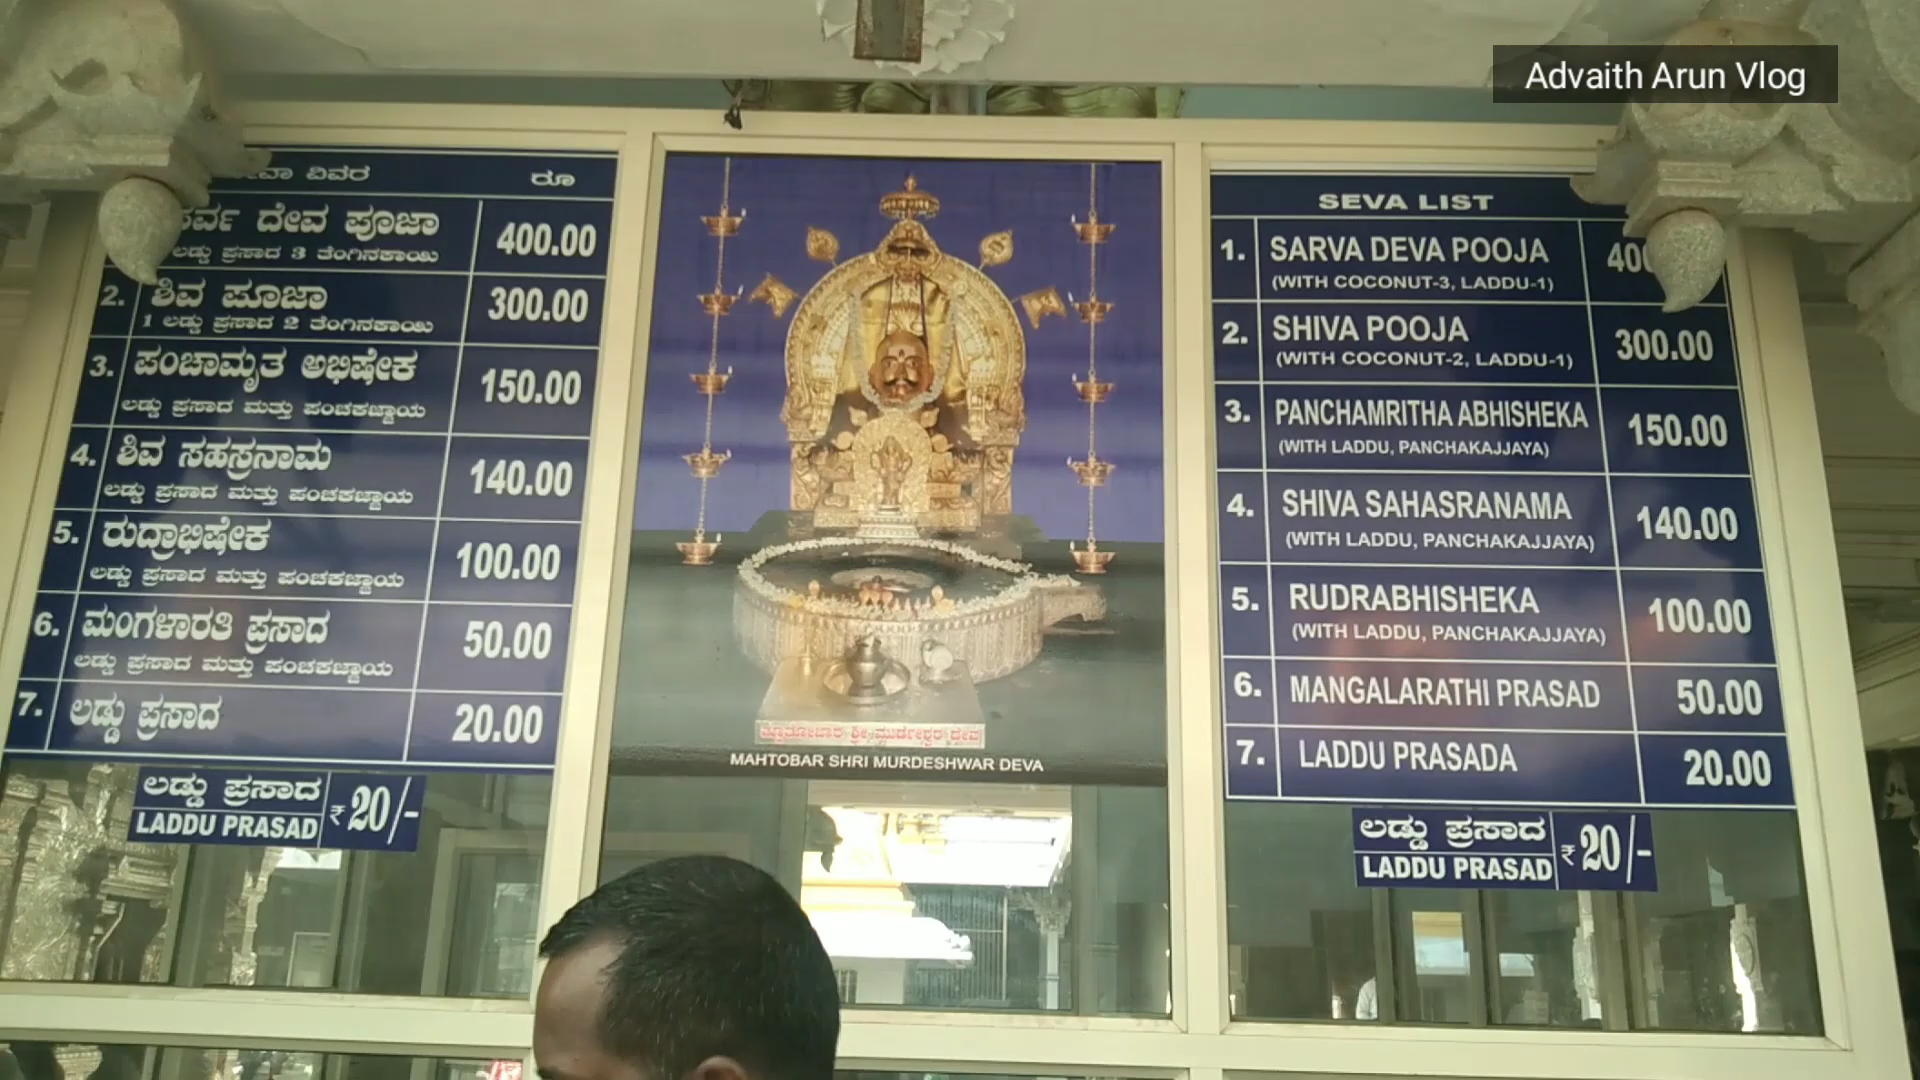 Advaith Arun Vlog
ವಿವರ ರೂ
ದೇವ ಪೂಜಾ 400.00
ಲಡ್ಡು ಪ್ರಸಾದ 3 ತೆಂಗಿನಕಾಯಿ
2. ಶಿವ ಪೂಜಾ 300.00
1 ಲಡ್ಡು ಪ್ರಸಾದ 2 ತೆಂಗಿನಕಾಯಿ
3. ಪಂಚಾಮೃತ ಅಭಿಷೇಕ 150.00
ಲಡ್ಡು ಪ್ರಸಾದ ಮತ್ತು ಪಂಚಕಜ್ಜಾಯ
4. ಶಿವ ಸಹಸ್ರನಾಮ 140.00
ಲಡ್ಡು ಪ್ರಸಾದ ಮತ್ತು ಪಂಚಕಜ್ಜಾಯ
5. ರುದ್ರಾಭಿಷೇಕ 100.00
ಲಡ್ಡು ಪ್ರಸಾದ ಮತ್ತು ಪಂಚಕಜ್ಜಾಯ
6. ಮಂಗಳಾರತಿ ಪ್ರಸಾದ 50.00
ಲಡ್ಡು ಪ್ರಸಾದ ಮತ್ತು ಪಂಚಕಜ್ಜಾಯ
7. ಲಡ್ಡು ಪ್ರಸಾದ 20.00
ಲಡ್ಡು ಪ್ರಸಾದ ₹ 20/-
LADDU PRASAD
ಶ್ರೀ ಮುರ್ಡೇಶ್ವರ ದೇವ
MAHTOBAR SHRI MURDESHWAR DEVA
SEVA LIST
1. SARVA DEVA POOJA
(WITH COCONUT-3, LADDU-1)
2. SHIVA POOJA 300.00
(WITH COCONUT-2, LADDU-1)
3. PANCHAMRITHA ABHISHEKA 150.00
(WITH LADDU, PANCHAKAJJAYA)
4. SHIVA SAHASRANAMA 140.00
(WITH LADDU, PANCHAKAJJAYA)
5. RUDRABHISHEKA 100.00
(WITH LADDU, PANCHAKAJJAYA)
6. MANGALARATHI PRASAD 50.00
7. LADDU PRASADA 20.00
ಲಡ್ಡು ಪ್ರಸಾದ ₹ 20/-
LADDU PRASAD